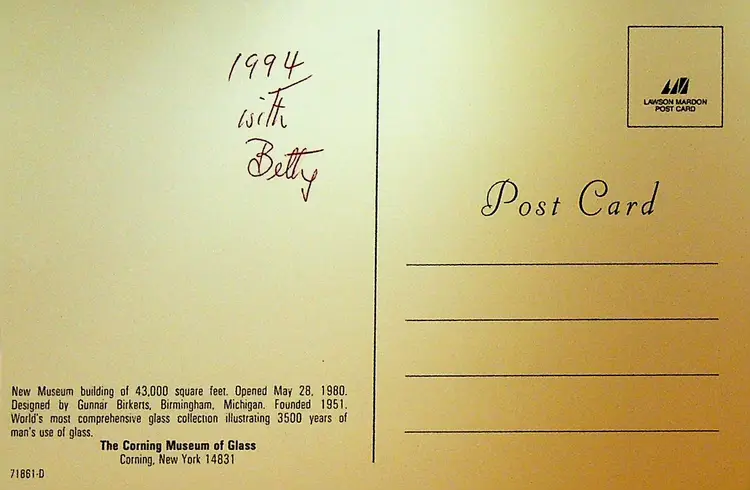 1994
with
Betty
LAWSON MARDON
POST CARD
Post Card
New Museum building of 43,000 square feet. Opened May 28, 1980.
Designed by Gunnar Birkerts, Birmingham, Michigan. Founded 1951.
World's most comprehensive glass collection illustrating 3500 years of
man's use of glass.
The Corning Museum of Glass
Corning, New York 14831
71861-D